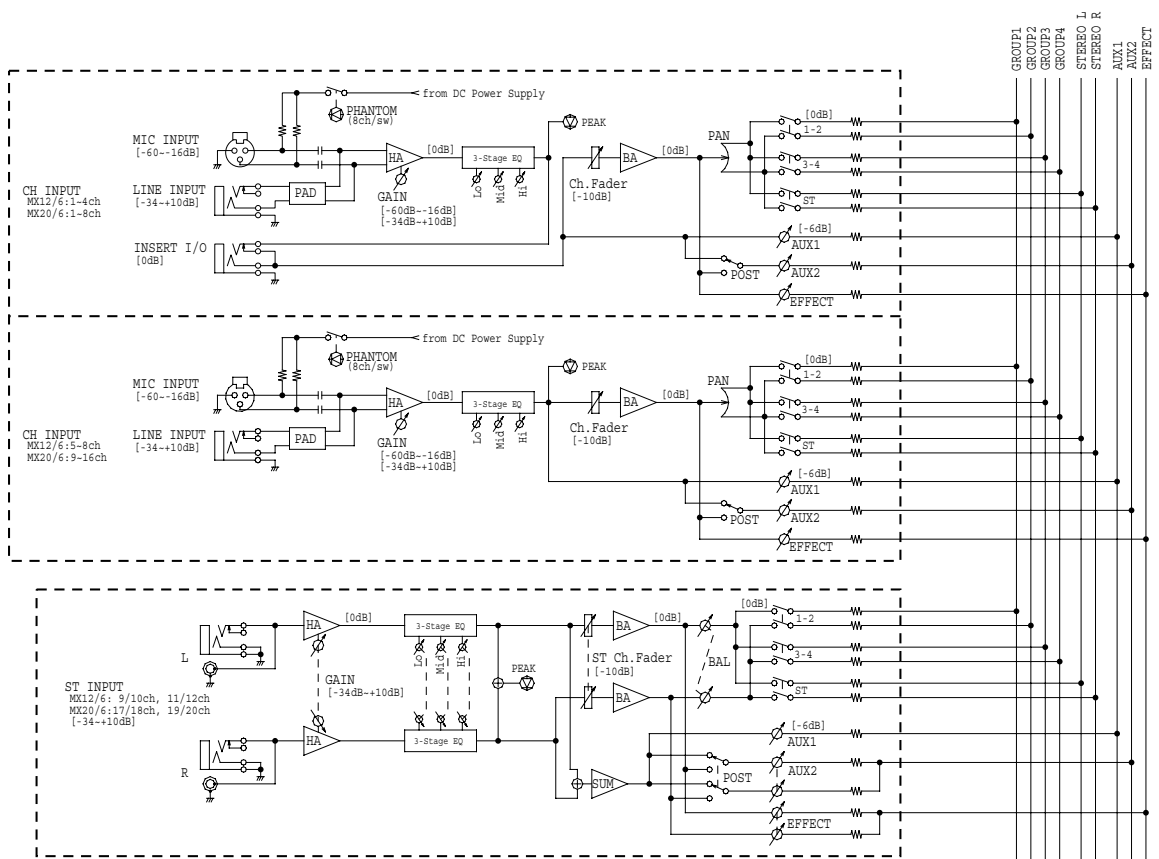 GROUP1
GROUP2
GROUP3
GROUP4
STEREO L
STEREO R
AUX1
AUX2
EFFECT
from DC Power Supply
PHANTOM
(8ch/sw)
MIC INPUT
[-60~-16dB]
LINE INPUT
[-34~+10dB]
INSERT I/O
[0dB]
CH INPUT
MX12/6:1~4ch
MX20/6:1~8ch
PAD
HA
[0dB]
GAIN
[-60dB~-16dB]
[-34dB~+10dB]
3-Stage EQ
Lo
Mid
Hi
PEAK
Ch.Fader
[-10dB]
BA
[0dB]
PAN
[0dB]
1-2
3-4
ST
[-6dB]
AUX1
POST
AUX2
EFFECT
from DC Power Supply
PHANTOM
(8ch/sw)
MIC INPUT
[-60~-16dB]
LINE INPUT
[-34~+10dB]
CH INPUT
MX12/6:5~8ch
MX20/6:9~16ch
PAD
HA
[0dB]
GAIN
[-60dB~-16dB]
[-34dB~+10dB]
3-Stage EQ
Lo
Mid
Hi
PEAK
Ch.Fader
[-10dB]
BA
[0dB]
PAN
[0dB]
1-2
3-4
ST
[-6dB]
AUX1
POST
AUX2
EFFECT
L
ST INPUT
MX12/6: 9/10ch, 11/12ch
MX20/6:17/18ch, 19/20ch
[-34~+10dB]
R
HA
[0dB]
GAIN
[-34dB~+10dB]
HA
3-Stage EQ
Lo
Mid
Hi
3-Stage EQ
PEAK
BA
[0dB]
ST Ch.Fader
[-10dB]
BA
BAL
SUM
[0dB]
1-2
3-4
ST
[-6dB]
AUX1
POST
AUX2
EFFECT